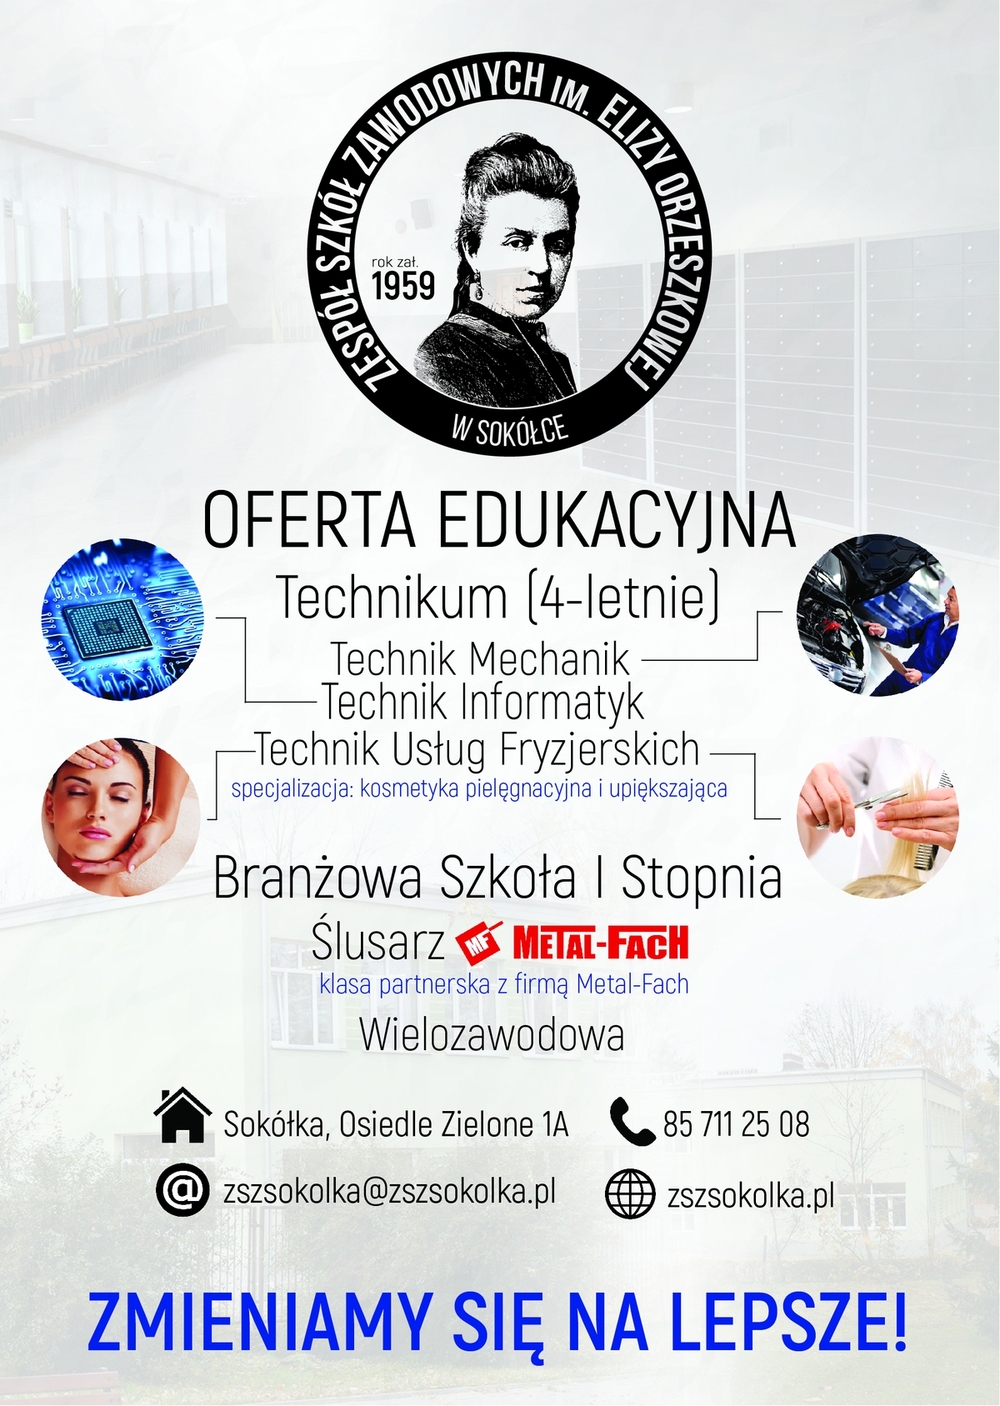 ZESPÓŁ SZKÓŁ ZAWODOWYCH IM. ELIZY ORZESZKOWEJ
rok zał.
1959
W SOKÓŁCE
OFERTA EDUKACYJNA
Technikum (4-letnie)
Technik Mechanik
Technik Informatyk
Technik Usług Fryzjerskich
specjalizacja: kosmetyka pielęgnacyjna i upiększająca
Branżowa Szkoła I Stopnia
Ślusarz MF METAL-FACH
klasa partnerska z firmą Metal-Fach
Wielozawodowa
Sokółka, Osiedle Zielone 1A 85 711 25 08
zszsokolka@zszsokolka.pl zszsokolka.pl
ZMIENIAMY SIĘ NA LEPSZE!